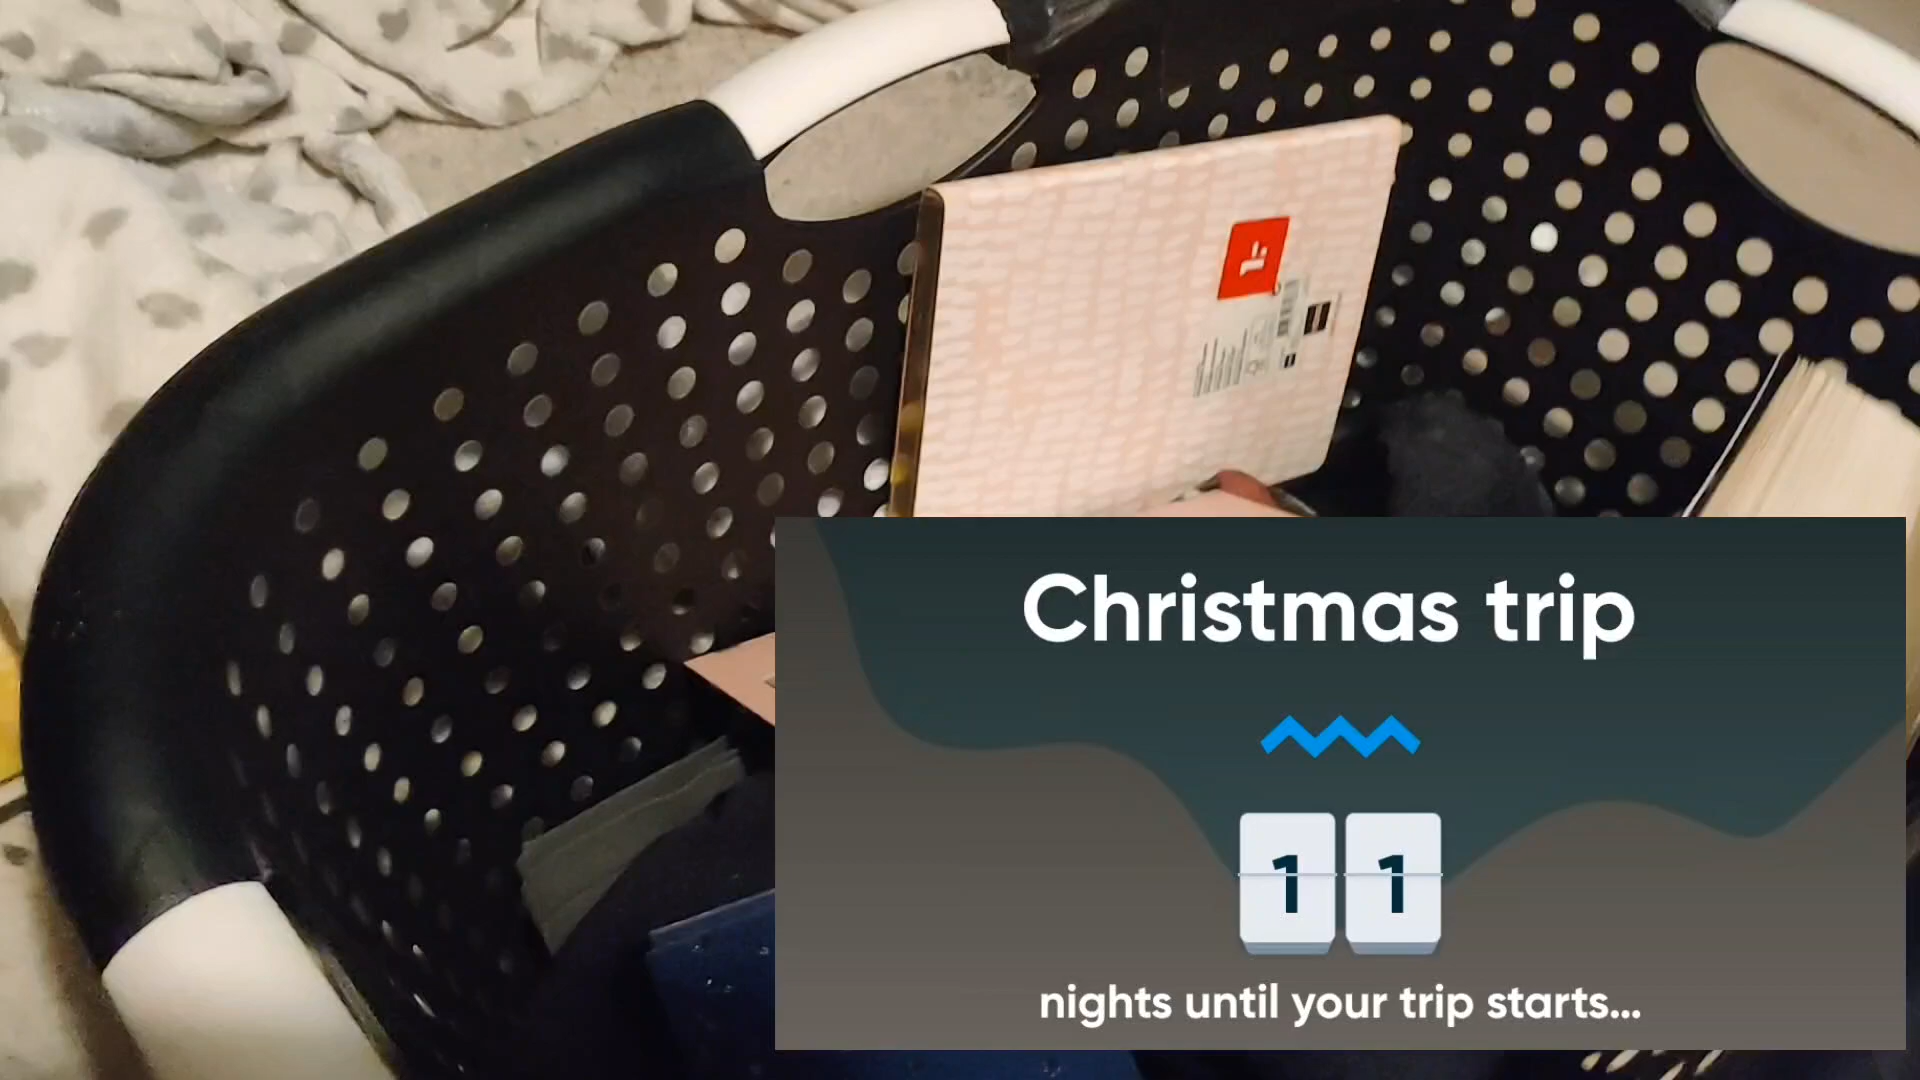 Christmas trip
11
nights until your trip starts...